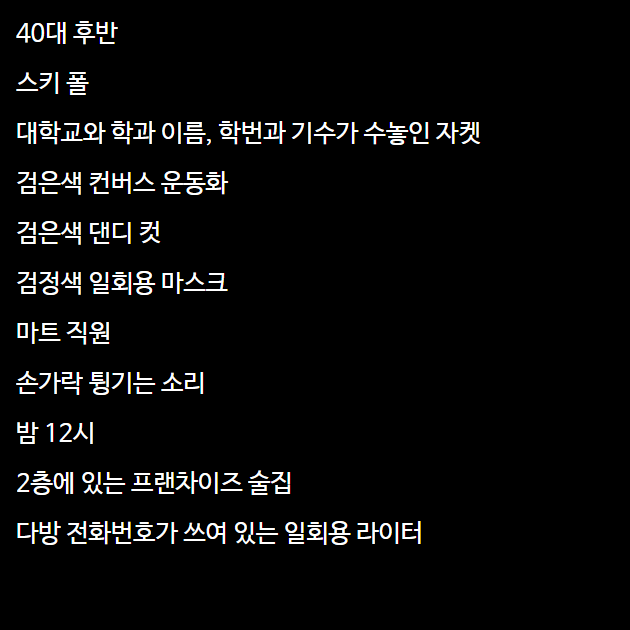 40대 후반
스키 폴
대학교와 학과 이름, 학번과 기수가 수놓인 자켓
검은색 컨버스 운동화
검은색 댄디 컷
검정색 일회용 마스크
마트 직원
손가락 튕기는 소리
밤 12시
2층에 있는 프랜차이즈 술집
다방 전화번호가 쓰여 있는 일회용 라이터